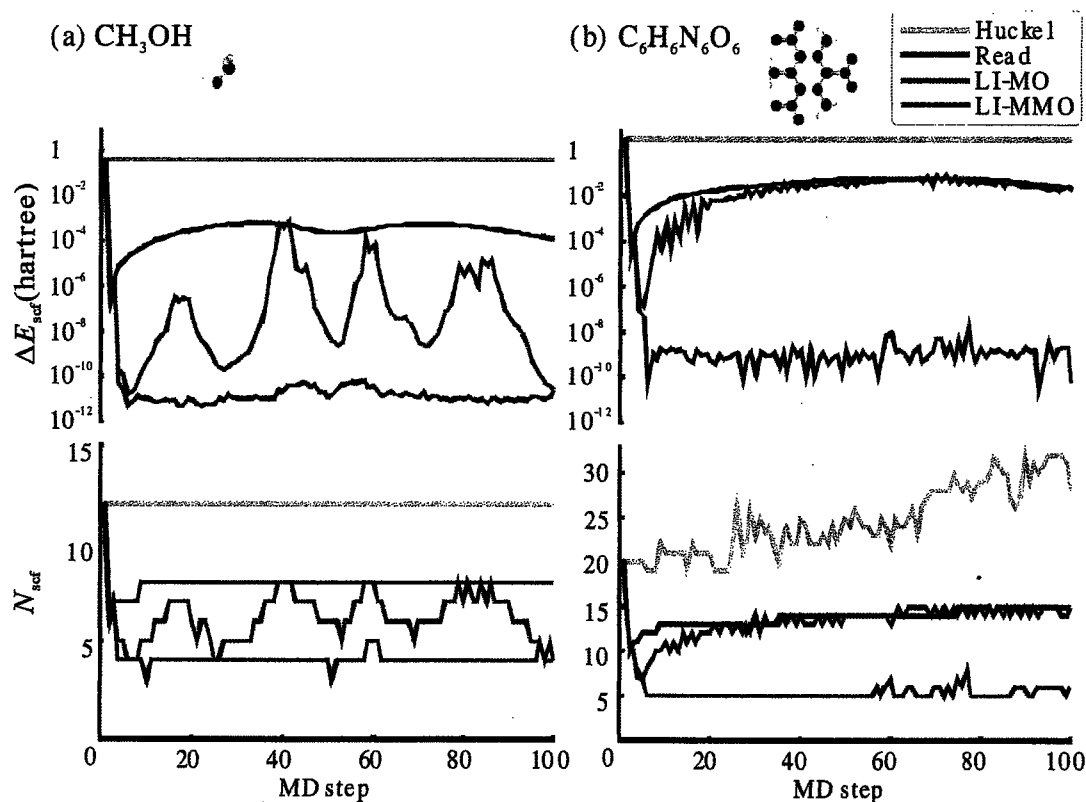 (a) CH₃OH
(b) C₆H₆N₆O₆
Huckel
Read
LI-MO
LI-MMO
1
10⁻²
10⁻⁴
10⁻⁶
10⁻⁸
10⁻¹⁰
10⁻¹²
ΔE_scf (hartree)
1
10⁻²
10⁻⁴
10⁻⁶
10⁻⁸
10⁻¹⁰
10⁻¹²
15
10
5
N_scf
0 20 40 60 80 100
MD step
30
25
20
15
10
5
0 20 40 60 80 100
MD step